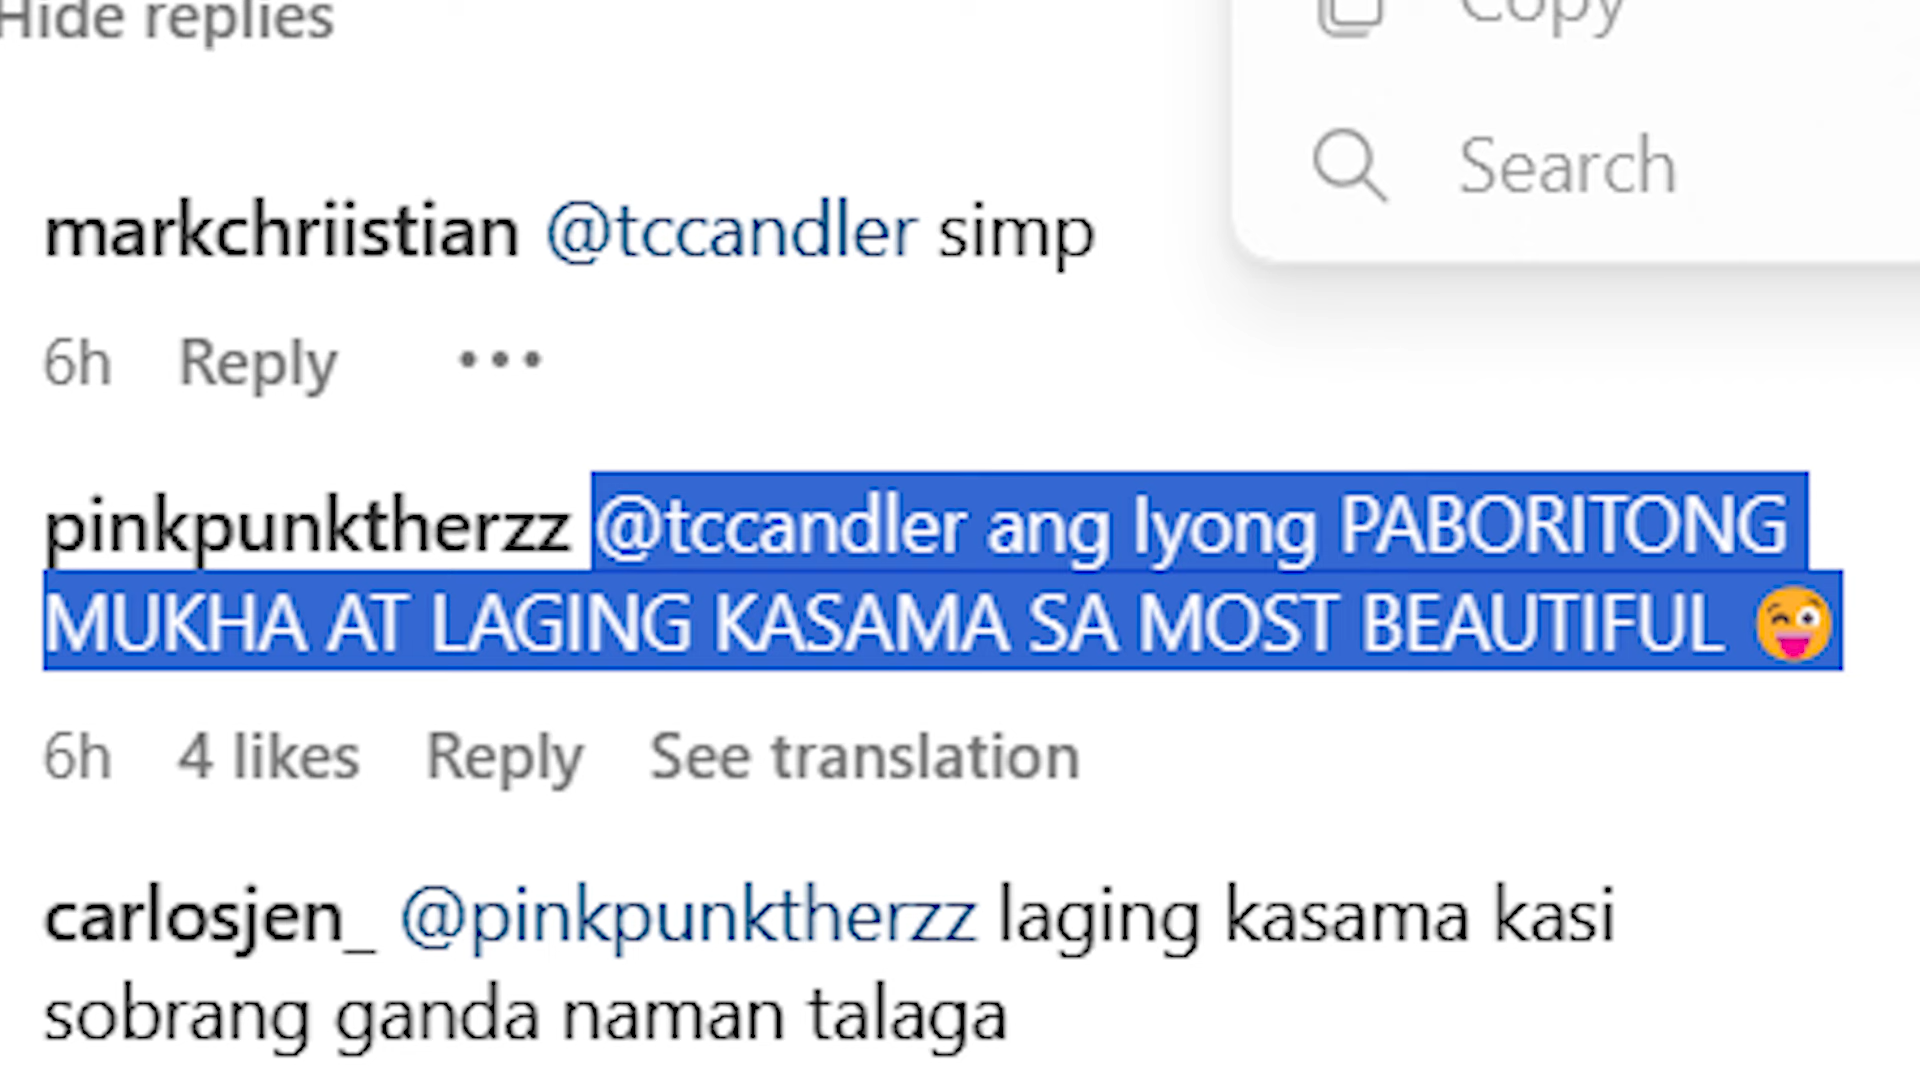 Hide replies
Copy
Search
markchriistian @tccandler simp
6h Reply •••
pinkpunktherzz @tccandler ang Iyong PABORITONG
MUKHA AT LAGING KASAMA SA MOST BEAUTIFUL 😜
6h 4 likes Reply See translation
carlosjen_ @pinkpunktherzz laging kasama kasi
sobrang ganda naman talaga